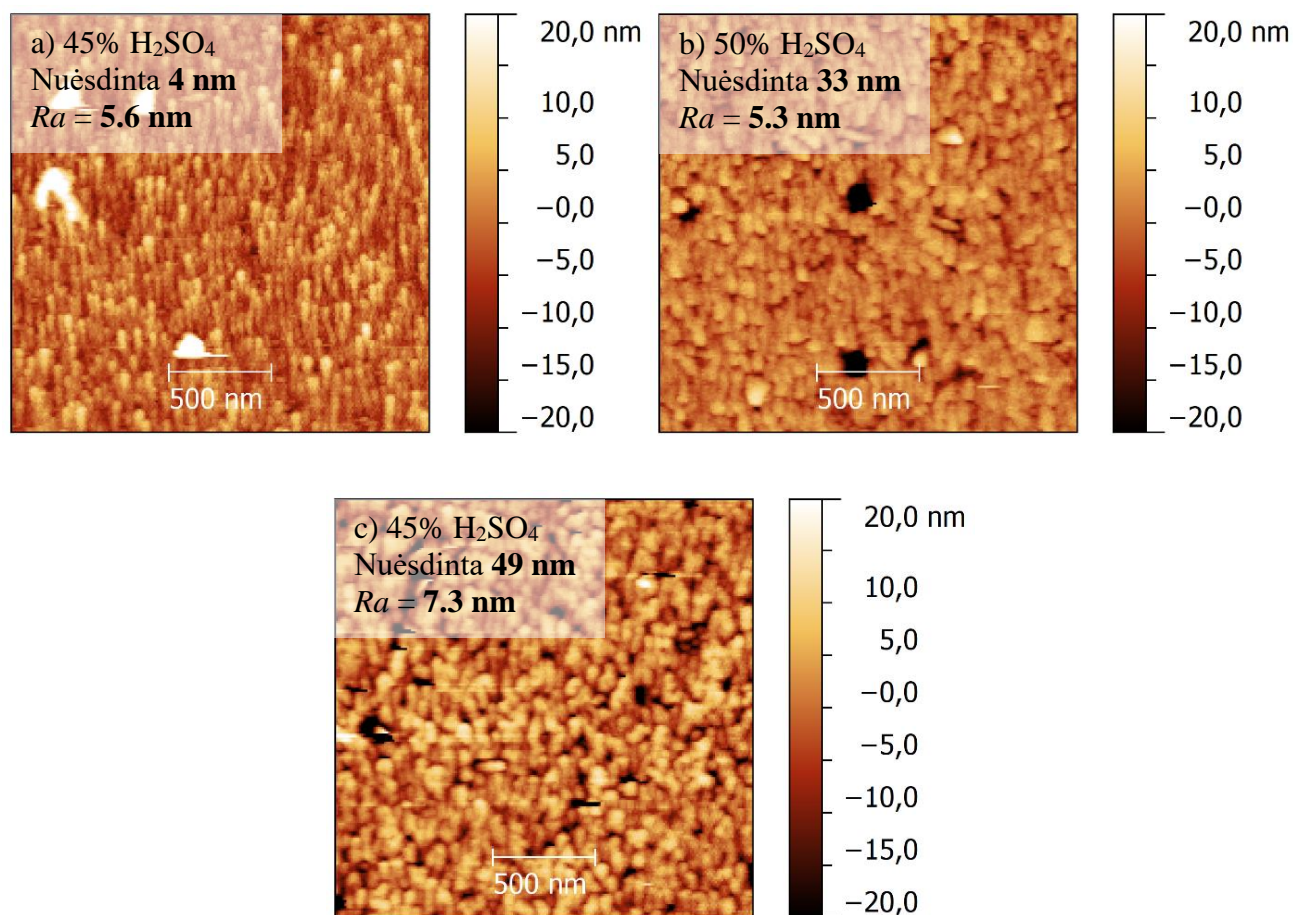 a) 45% H₂SO₄
Nuėsdinta 4 nm
Ra = 5.6 nm
500 nm
20,0 nm
10,0
5,0
−0,0
−5,0
−10,0
−15,0
−20,0
b) 50% H₂SO₄
Nuėsdinta 33 nm
Ra = 5.3 nm
500 nm
20,0 nm
10,0
5,0
−0,0
−5,0
−10,0
−15,0
−20,0
c) 45% H₂SO₄
Nuėsdinta 49 nm
Ra = 7.3 nm
500 nm
20,0 nm
10,0
5,0
−0,0
−5,0
−10,0
−15,0
−20,0